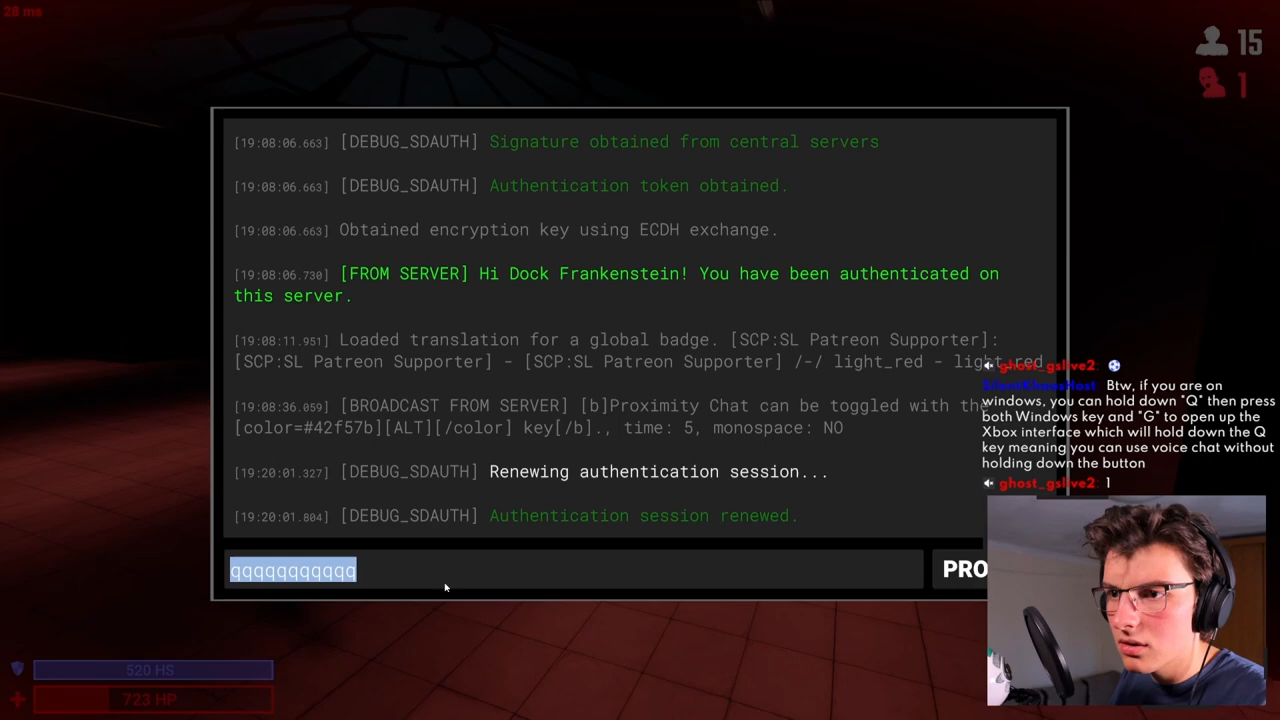 28 ms
15
1
[19:08:06.663] [DEBUG_SDAUTH] Signature obtained from central servers
[19:08:06.663] [DEBUG_SDAUTH] Authentication token obtained.
[19:08:06.663] Obtained encryption key using ECDH exchange.
[19:08:06.730] [FROM SERVER] Hi Dock Frankenstein! You have been authenticated on
this server.
[19:08:11.951] Loaded translation for a global badge. [SCP:SL Patreon Supporter]:
[SCP:SL Patreon Supporter] - [SCP:SL Patreon Supporter] /-/ light_red - light_red
[19:08:36.059] [BROADCAST FROM SERVER] [b]Proximity Chat can be toggled with the
[color=#42f57b][ALT][/color] key[/b]., time: 5, monospace: NO
[19:20:01.327] [DEBUG_SDAUTH] Renewing authentication session...
[19:20:01.804] [DEBUG_SDAUTH] Authentication session renewed.
qqqqqqqqqqq
PRO
ghost_gslive2:
SilentKhaosHost: Btw, if you are on
windows, you can hold down "Q" then press
both Windows key and "G" to open up the
Xbox interface which will hold down the Q
key meaning you can use voice chat without
holding down the button
ghost_gslive2: 1
520 HS
723 HP